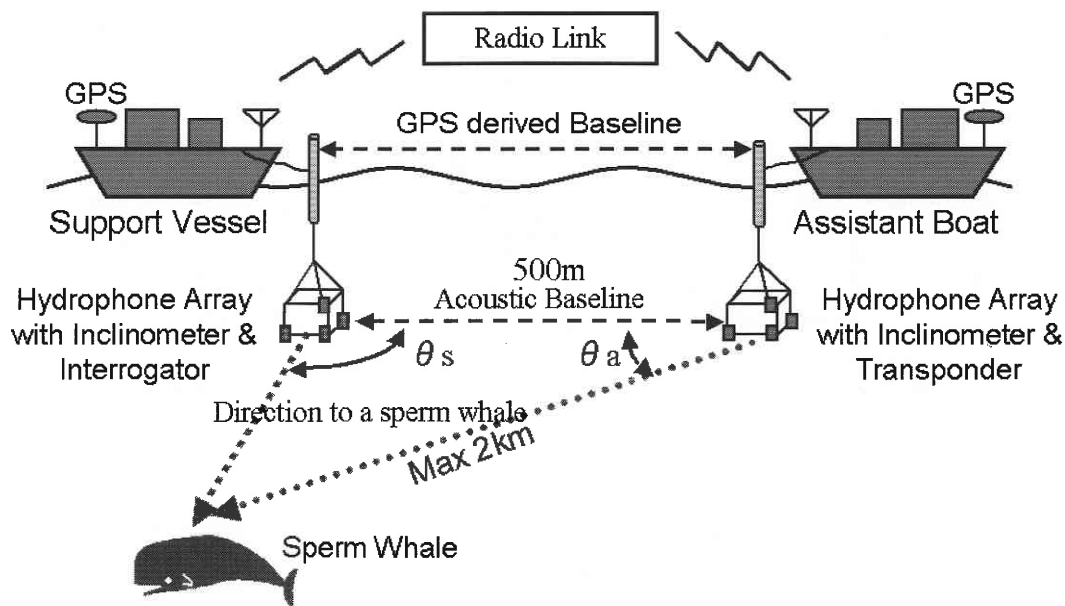 Radio Link
GPS
GPS
GPS derived Baseline
Support Vessel
Assistant Boat
500m
Acoustic Baseline
Hydrophone Array
with Inclinometer &
Interrogator
Hydrophone Array
with Inclinometer &
Transponder
θs
θa
Direction to a sperm whale
Max 2km
Sperm Whale